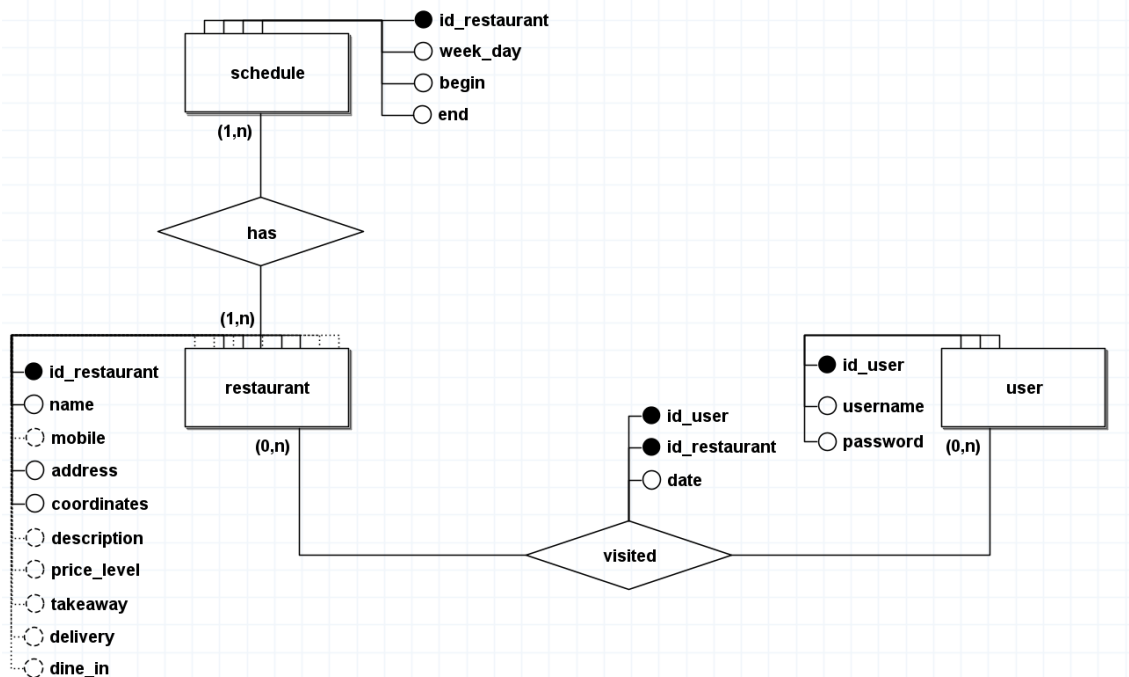 id_restaurant
week_day
schedule
begin
end
(1,n)
has
(1,n)
id_restaurant
name
mobile
address
coordinates
description
price_level
takeaway
delivery
dine_in
restaurant
(0,n)
id_user
id_restaurant
date
visited
id_user
username
password
user
(0,n)